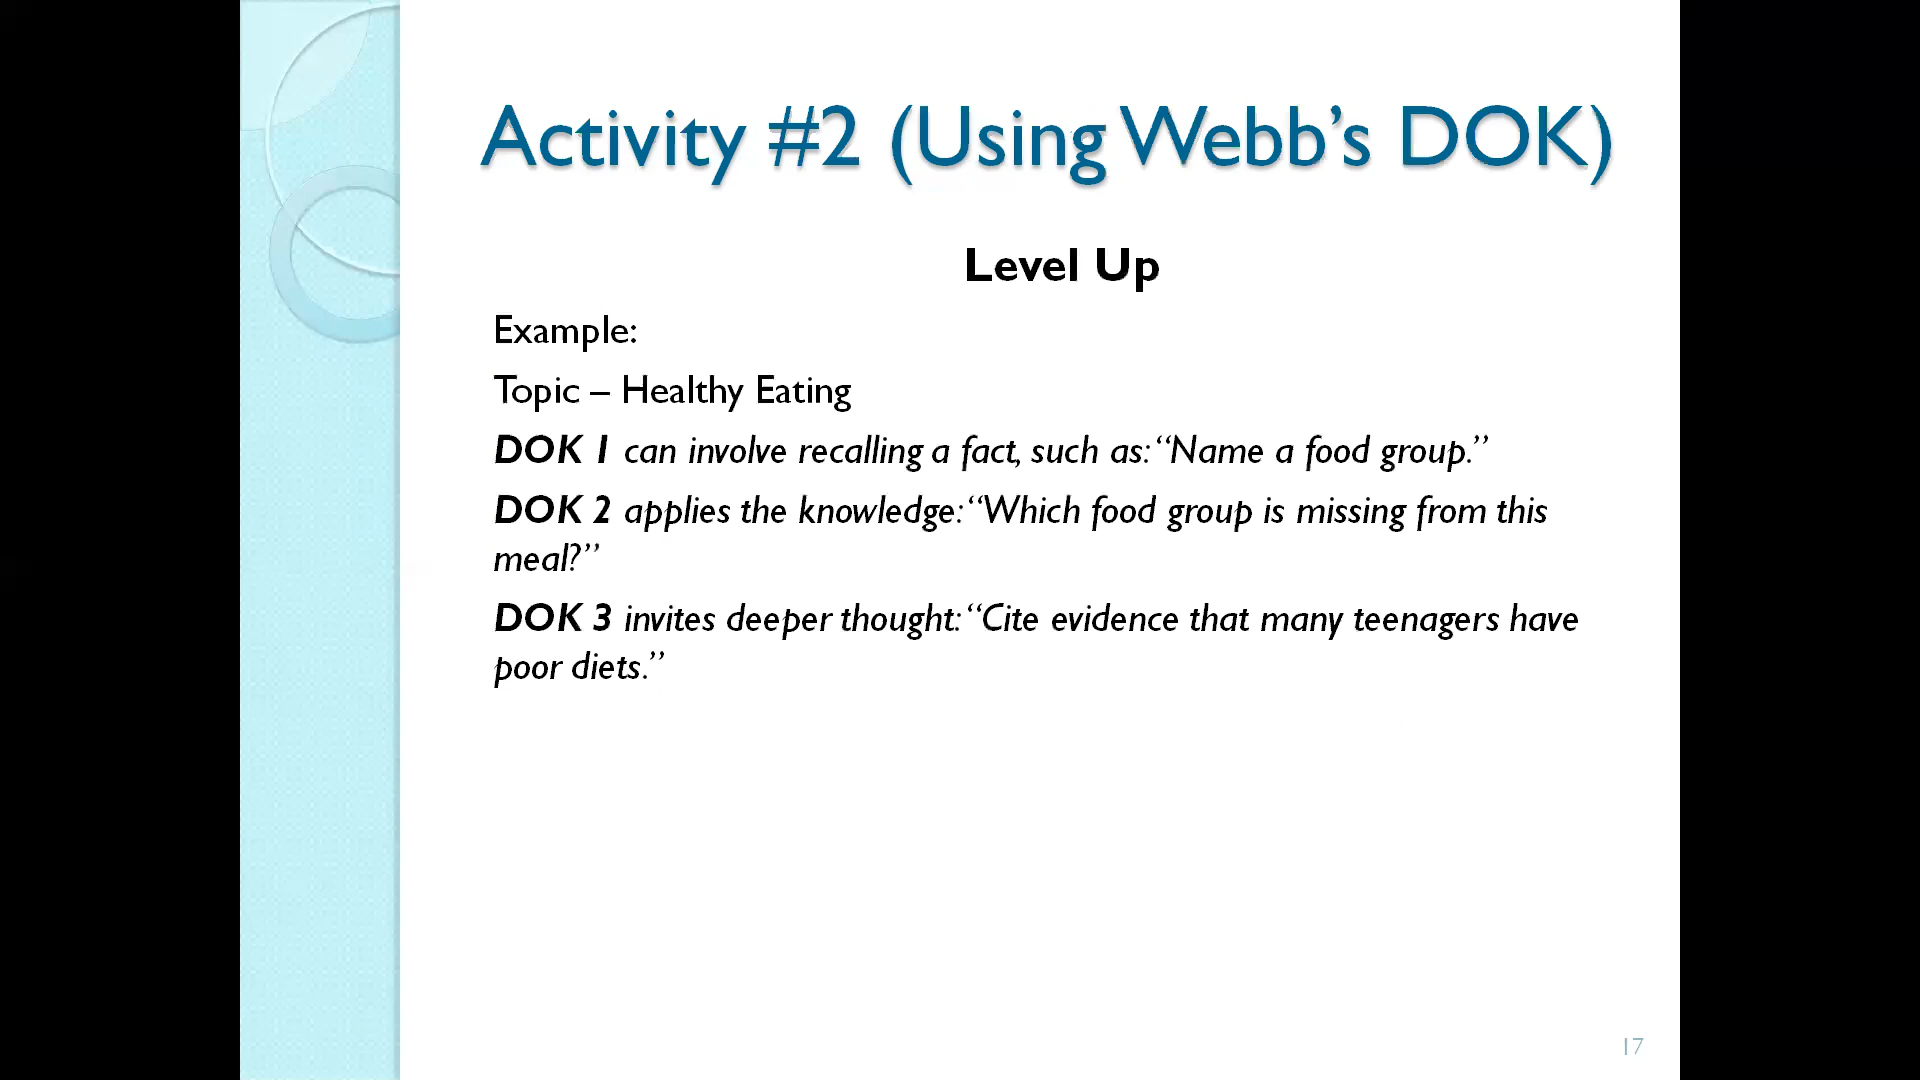 Activity #2 (Using Webb’s DOK)
Level Up
Example:
Topic – Healthy Eating
DOK 1 can involve recalling a fact, such as: “Name a food group.”
DOK 2 applies the knowledge: “Which food group is missing from this
meal?”
DOK 3 invites deeper thought: “Cite evidence that many teenagers have
poor diets.”
17